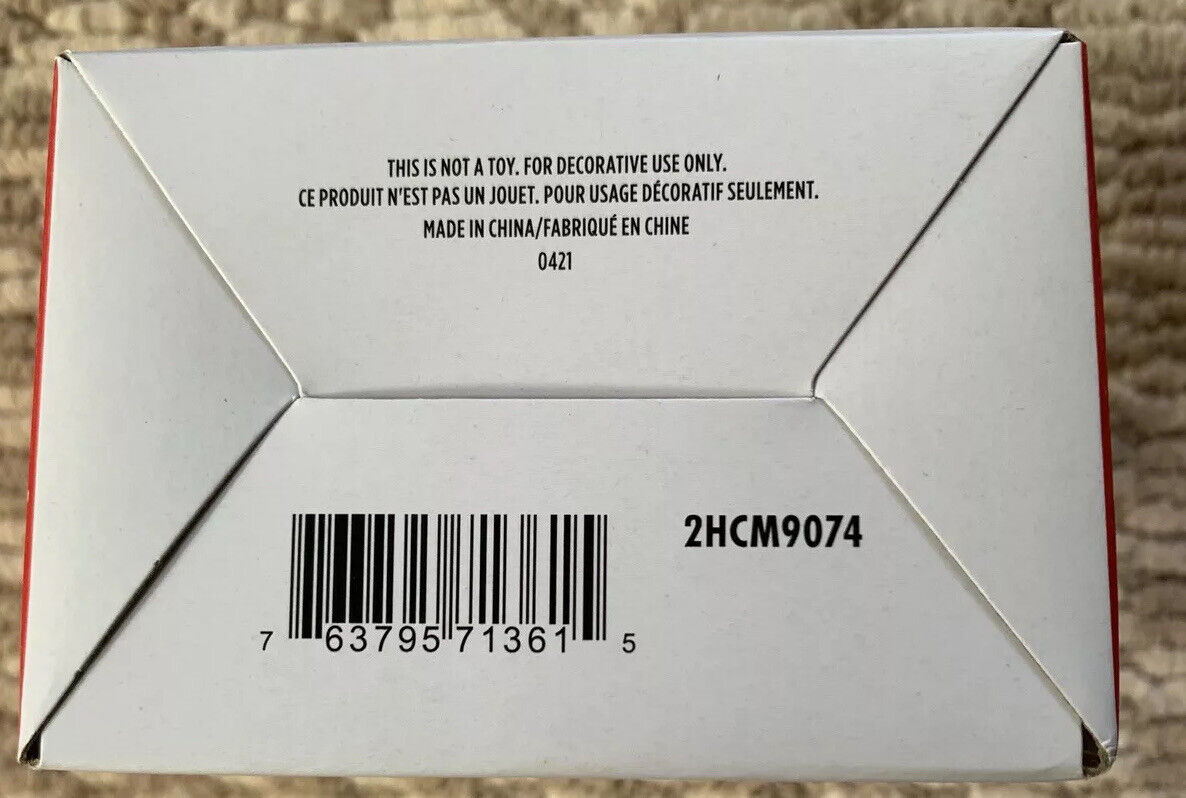 THIS IS NOT A TOY. FOR DECORATIVE USE ONLY.
CE PRODUIT N'EST PAS UN JOUET. POUR USAGE DÉCORATIF SEULEMENT.
MADE IN CHINA/FABRIQUÉ EN CHINE
0421
2HCM9074
7 63795 71361 5